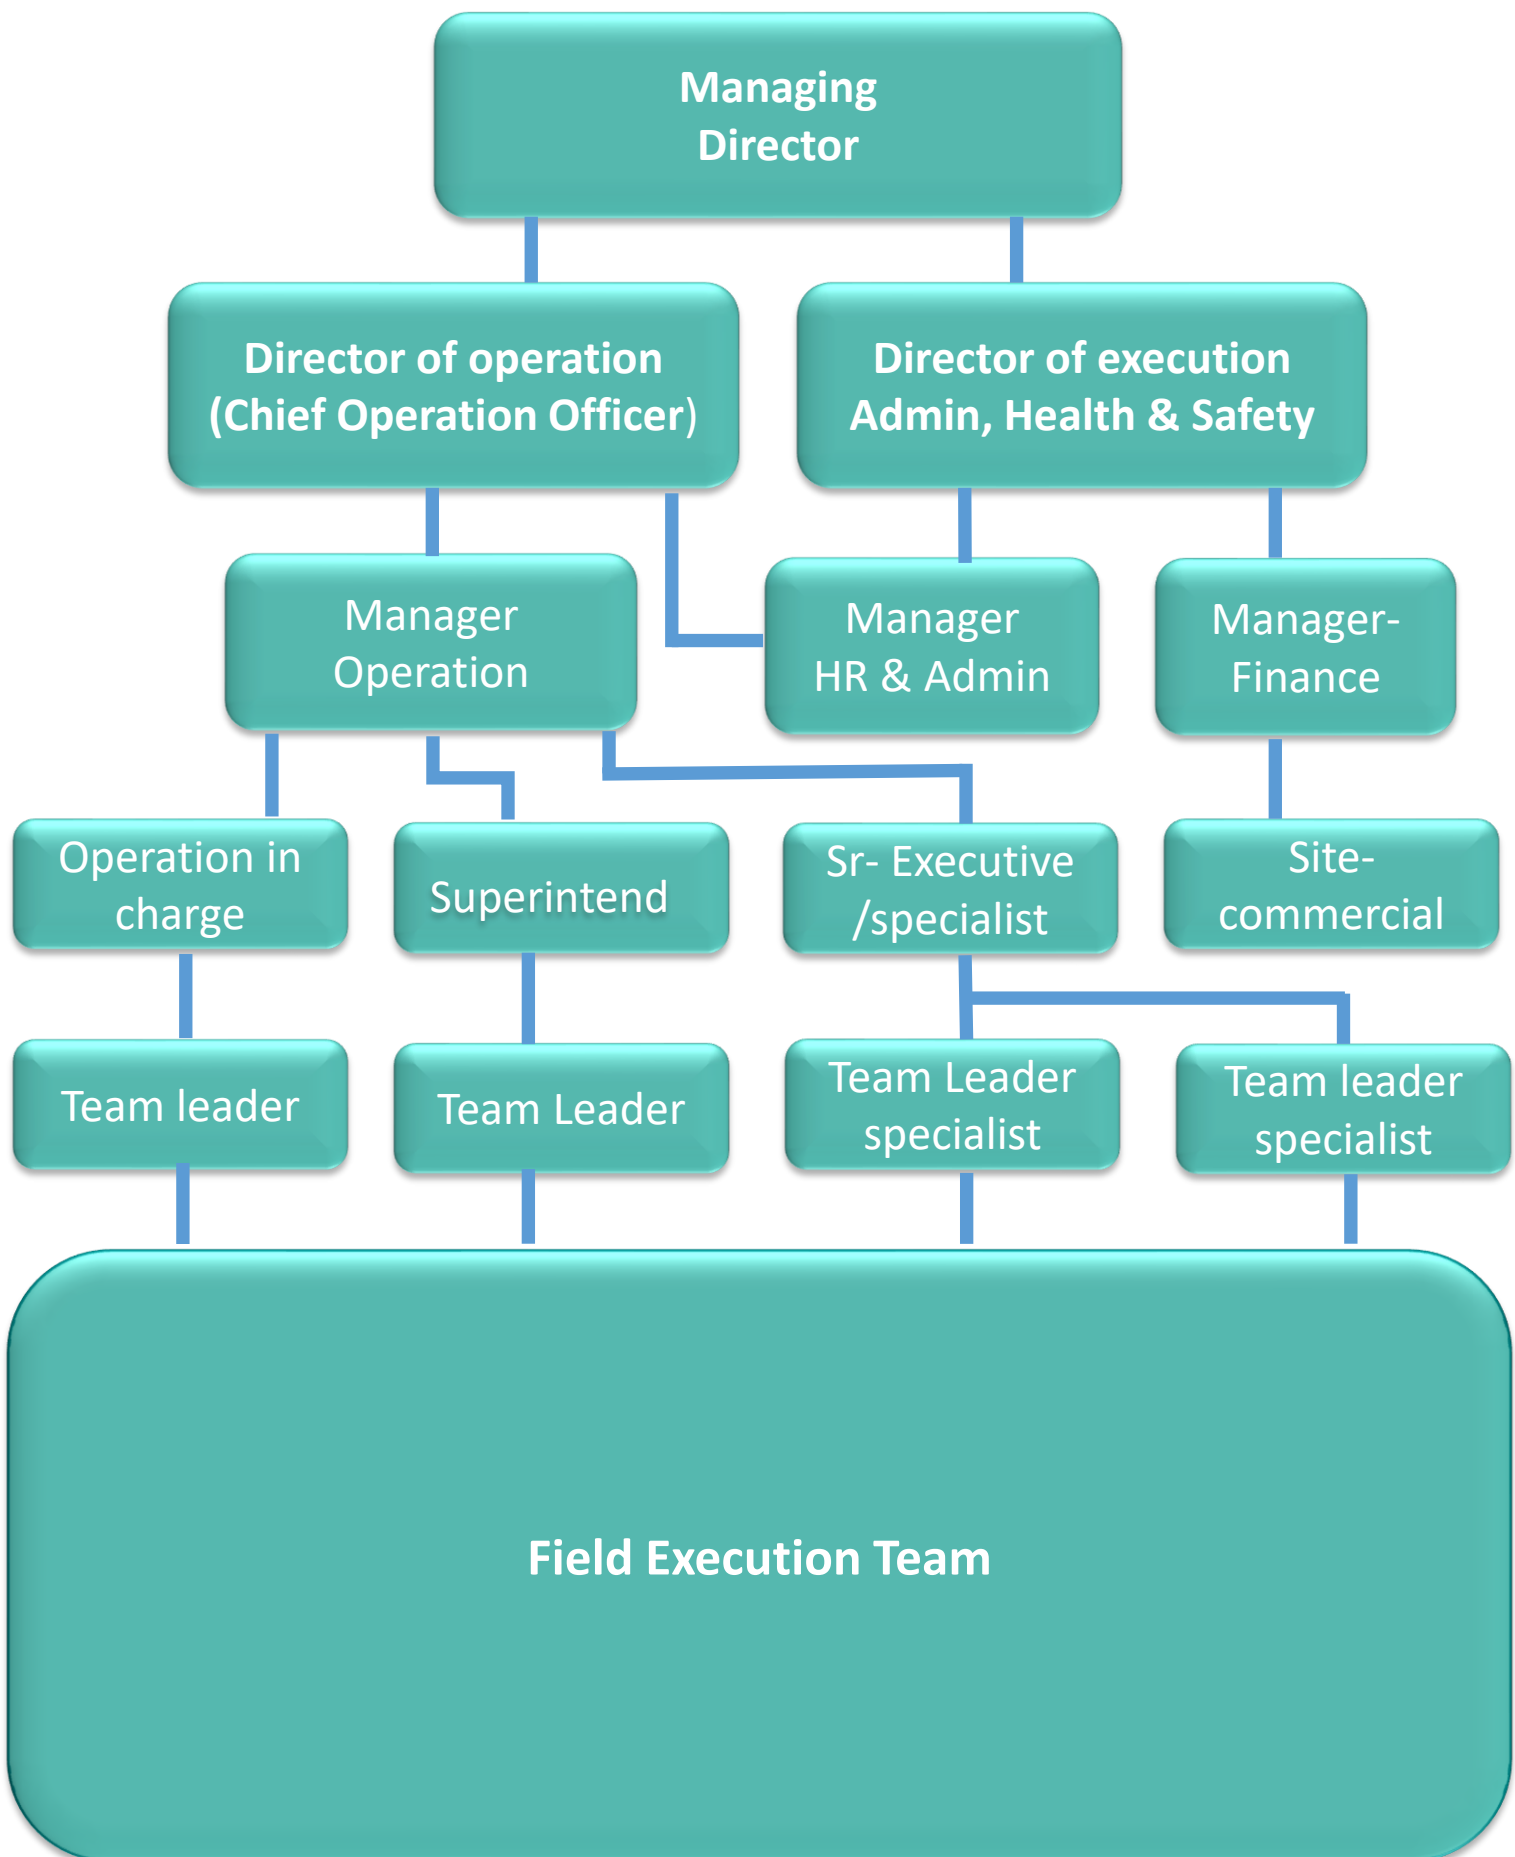 Managing
Director
Director of operation
(Chief Operation Officer)
Director of execution
Admin, Health & Safety
Manager
Operation
Manager
HR & Admin
Manager-
Finance
Operation in
charge
Superintend
Sr- Executive
/specialist
Site-
commercial
Team leader
Team Leader
Team Leader
specialist
Team leader
specialist
Field Execution Team